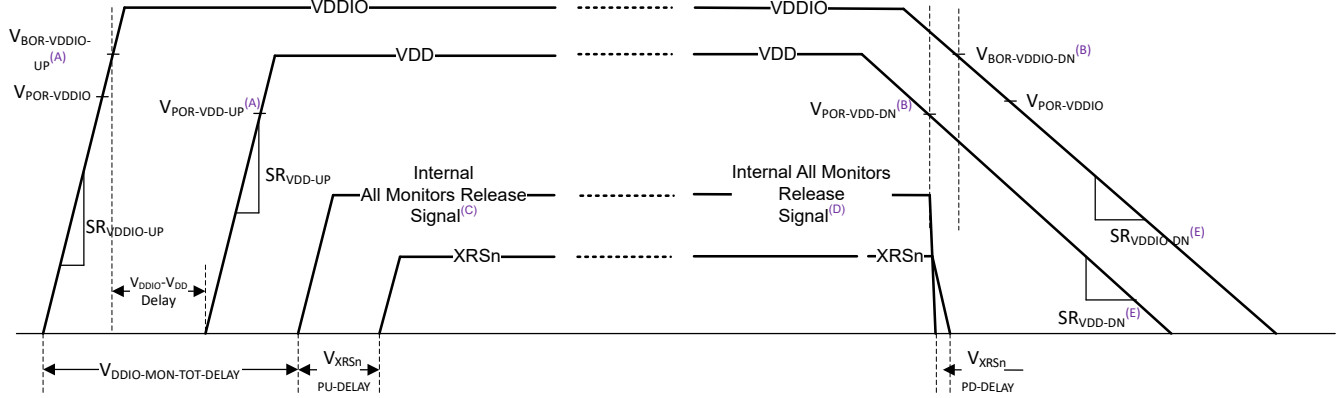 VDDIO
VDDIO
VBOR-VDDIO-
UP(A)
VDD
VDD
VBOR-VDDIO-DN(B)
VPOR-VDDIO
VPOR-VDD-UP(A)
VPOR-VDD-DN(B)
VPOR-VDDIO
SRVDD-UP
Internal
All Monitors Release
Signal(C)
Internal All Monitors
Release
Signal(D)
SRVDDIO-UP
SRVDDIO-DN(E)
XRSn
XRSn
VDDIO-VDD
Delay
SRVDD-DN(E)
VDDIO-MON-TOT-DELAY
VXRSn
PU-DELAY
VXRSn
PD-DELAY